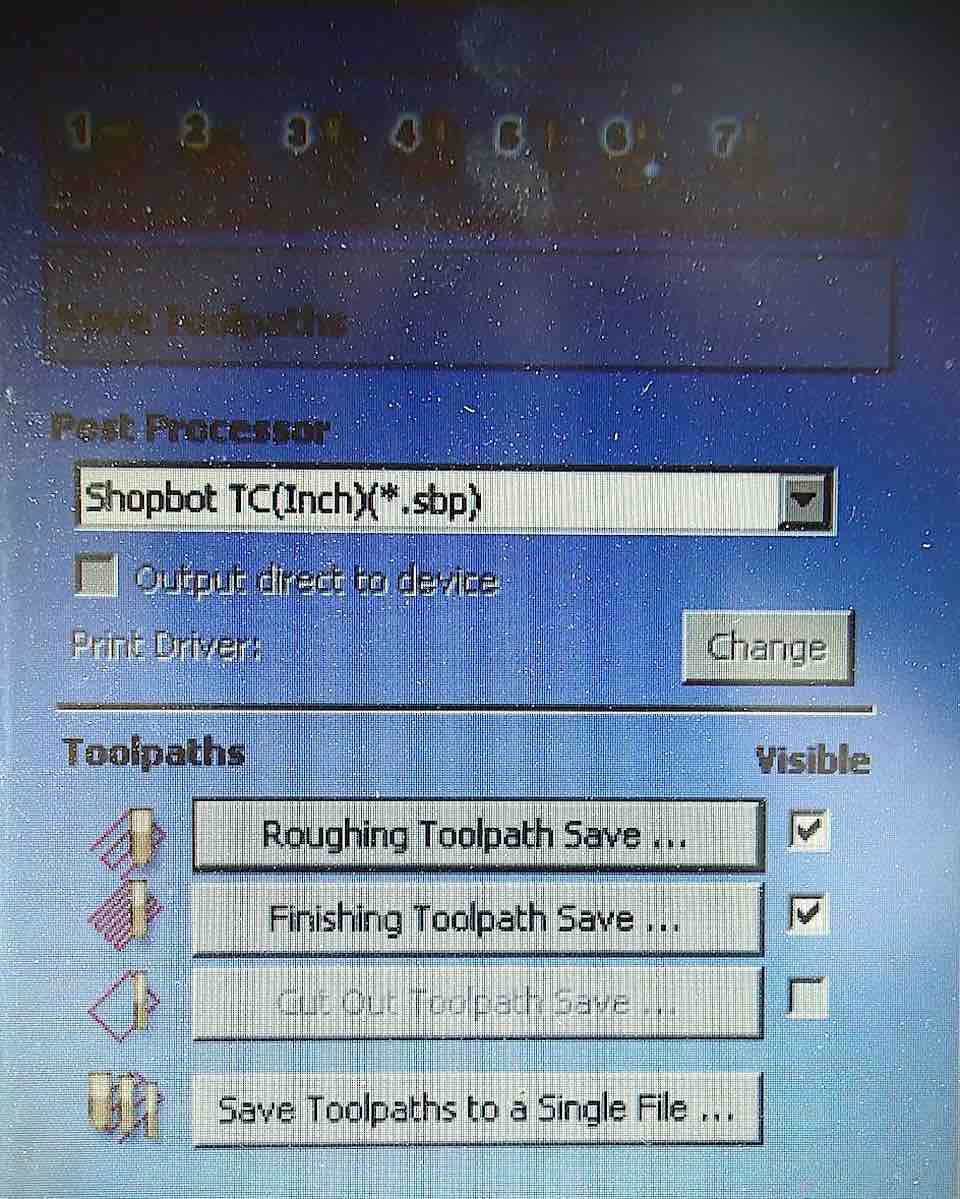 1 2 3 4 5 6 7
Save Toolpaths
Post Processor
Shopbot TC(Inch)(*.sbp)
Output direct to device
Print Driver:
Change
Toolpaths
Visible
Roughing Toolpath Save ...
Finishing Toolpath Save ...
Cut Out Toolpath Save ...
Save Toolpaths to a Single File ...